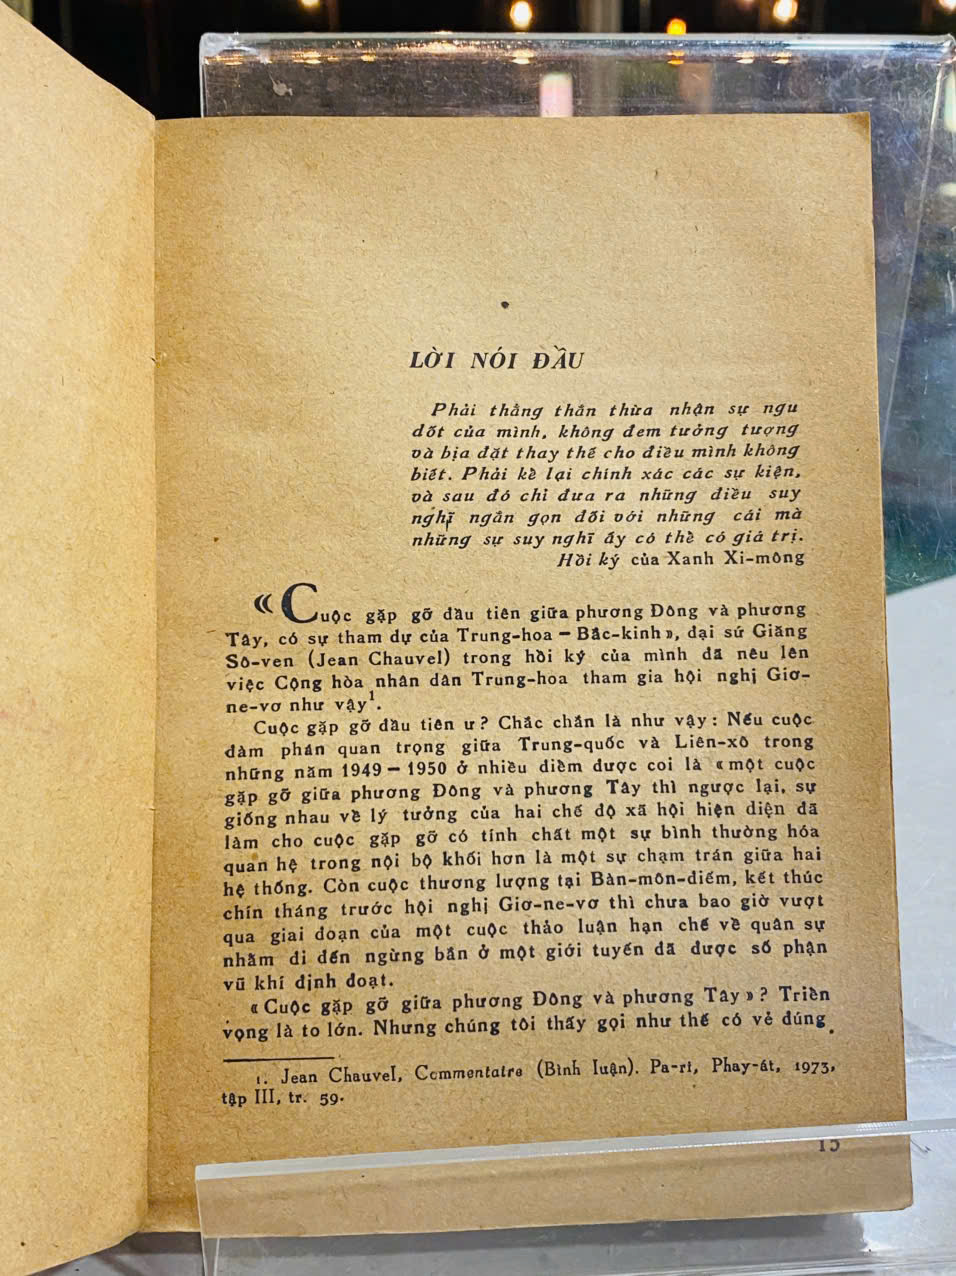 LỜI NÓI ĐẦU
Phải thẳng thắn thừa nhận sự ngu
dốt của mình, không đem tưởng tượng
và bịa đặt thay thế cho điều mình không
biết. Phải kể lại chính xác các sự kiện,
và sau đó chỉ đưa ra những điều suy
nghĩ ngắn gọn đối với những cái mà
những sự suy nghĩ ấy có thể có giá trị.
Hồi ký của Xanh Xi-mông
«Cuộc gặp gỡ đầu tiên giữa phương Đông và phương
Tây, có sự tham dự của Trung-hoa – Bắc-kinh», đại sứ Giăng
Sô-ven (Jean Chauvel) trong hồi ký của mình đã nêu lên
việc Cộng hòa nhân dân Trung-hoa tham gia hội nghị Giơ-
ne-vơ như vậy¹.
Cuộc gặp gỡ đầu tiên ư? Chắc chắn là như vậy: Nếu cuộc
đàm phán quan trọng giữa Trung-quốc và Liên-xô trong
những năm 1949 – 1950 ở nhiều điểm được coi là «một cuộc
gặp gỡ giữa phương Đông và phương Tây thì ngược lại, sự
giống nhau về lý tưởng của hai chế độ xã hội hiện diện đã
làm cho cuộc gặp gỡ có tính chất một sự bình thường hóa
quan hệ trong nội bộ khối hơn là một sự chạm trán giữa hai
hệ thống. Còn cuộc thương lượng tại Bàn-môn-điếm, kết thúc
chín tháng trước hội nghị Giơ-ne-vơ thì chưa bao giờ vượt
qua giai đoạn của một cuộc thảo luận hạn chế về quân sự
nhằm đi đến ngừng bắn ở một giới tuyến đã được số phận
vũ khí định đoạt.
«Cuộc gặp gỡ giữa phương Đông và phương Tây»? Triển
vọng là to lớn. Nhưng chúng tôi thấy gọi như thế có vẻ đúng.
1. Jean Chauvel, Commentaire (Bình luận). Pa-ri, Phay-át, 1973,
tập III, tr. 59.
15